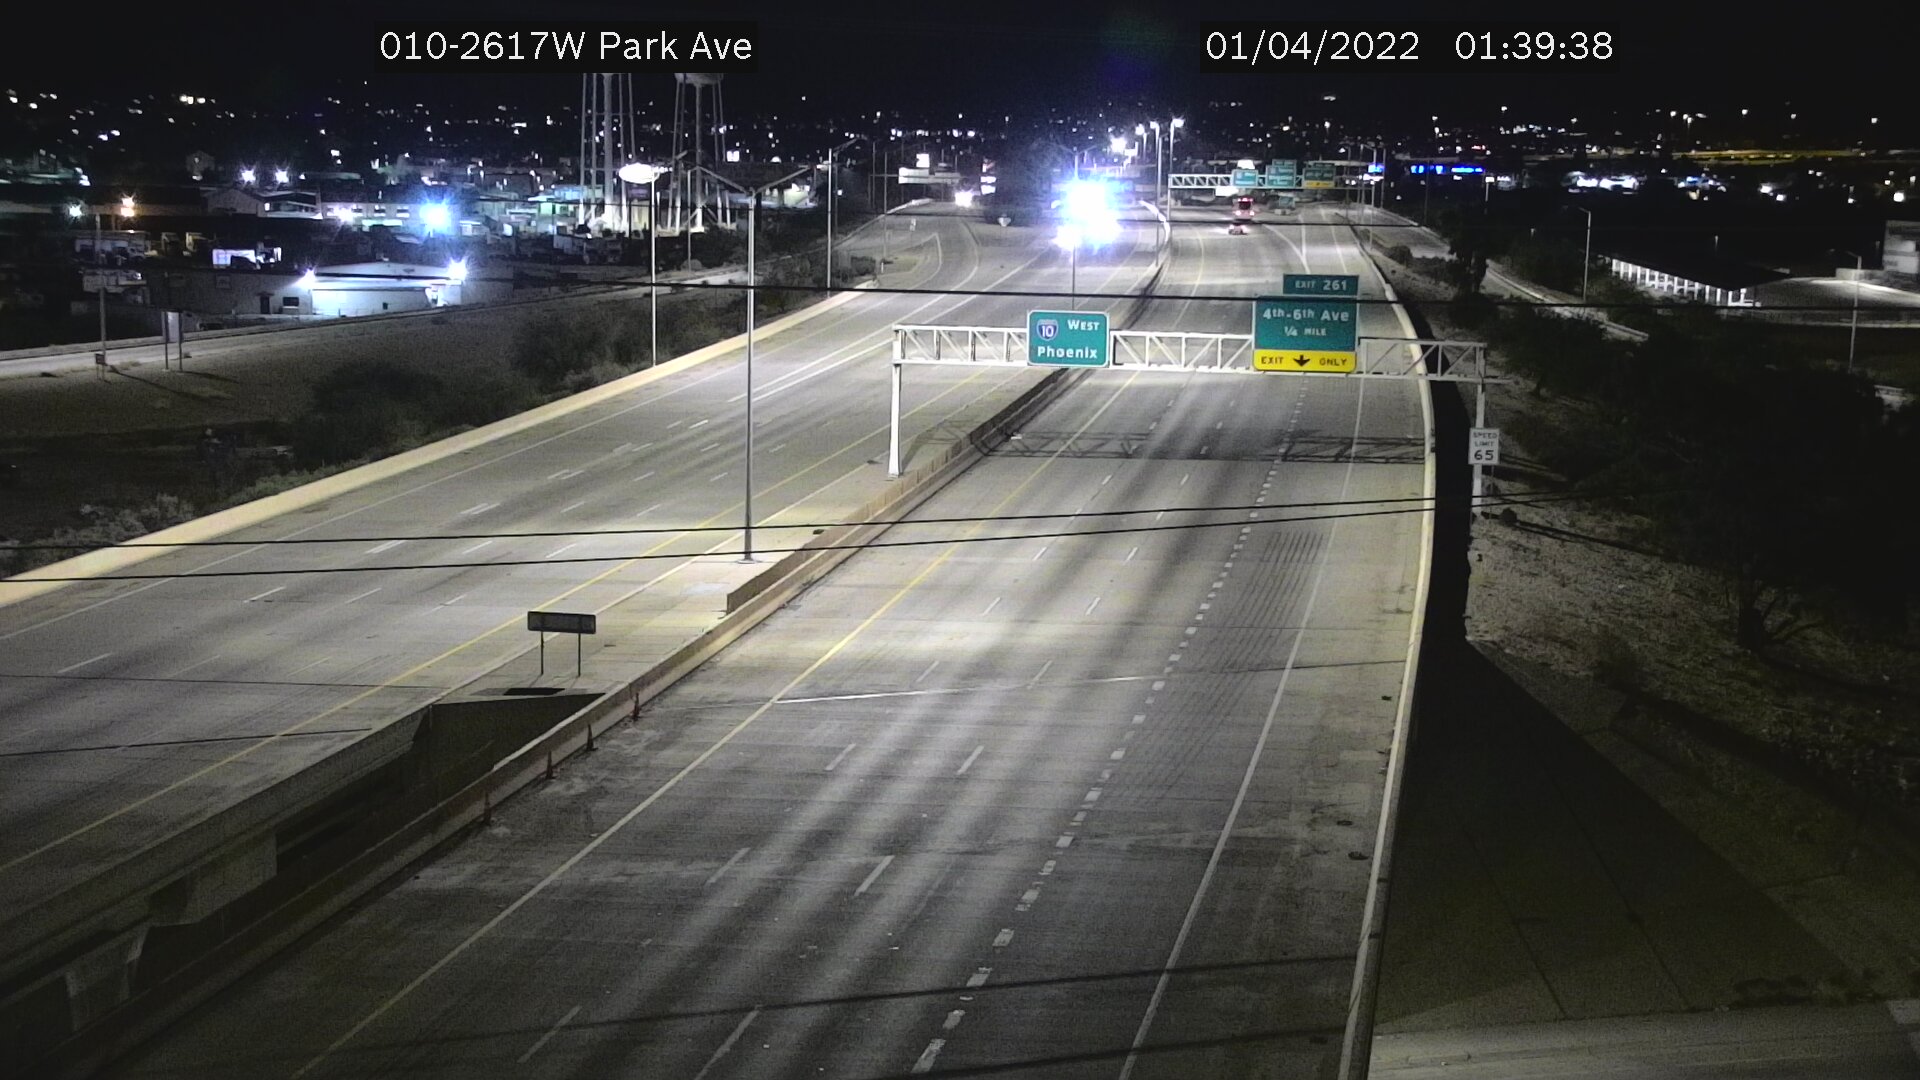 010-2617W Park Ave
01/04/2022 01:39:38
EXIT 261
4th-6th Ave
1/4 MILE
EXIT ONLY
10 WEST
Phoenix
SPEED
LIMIT
65